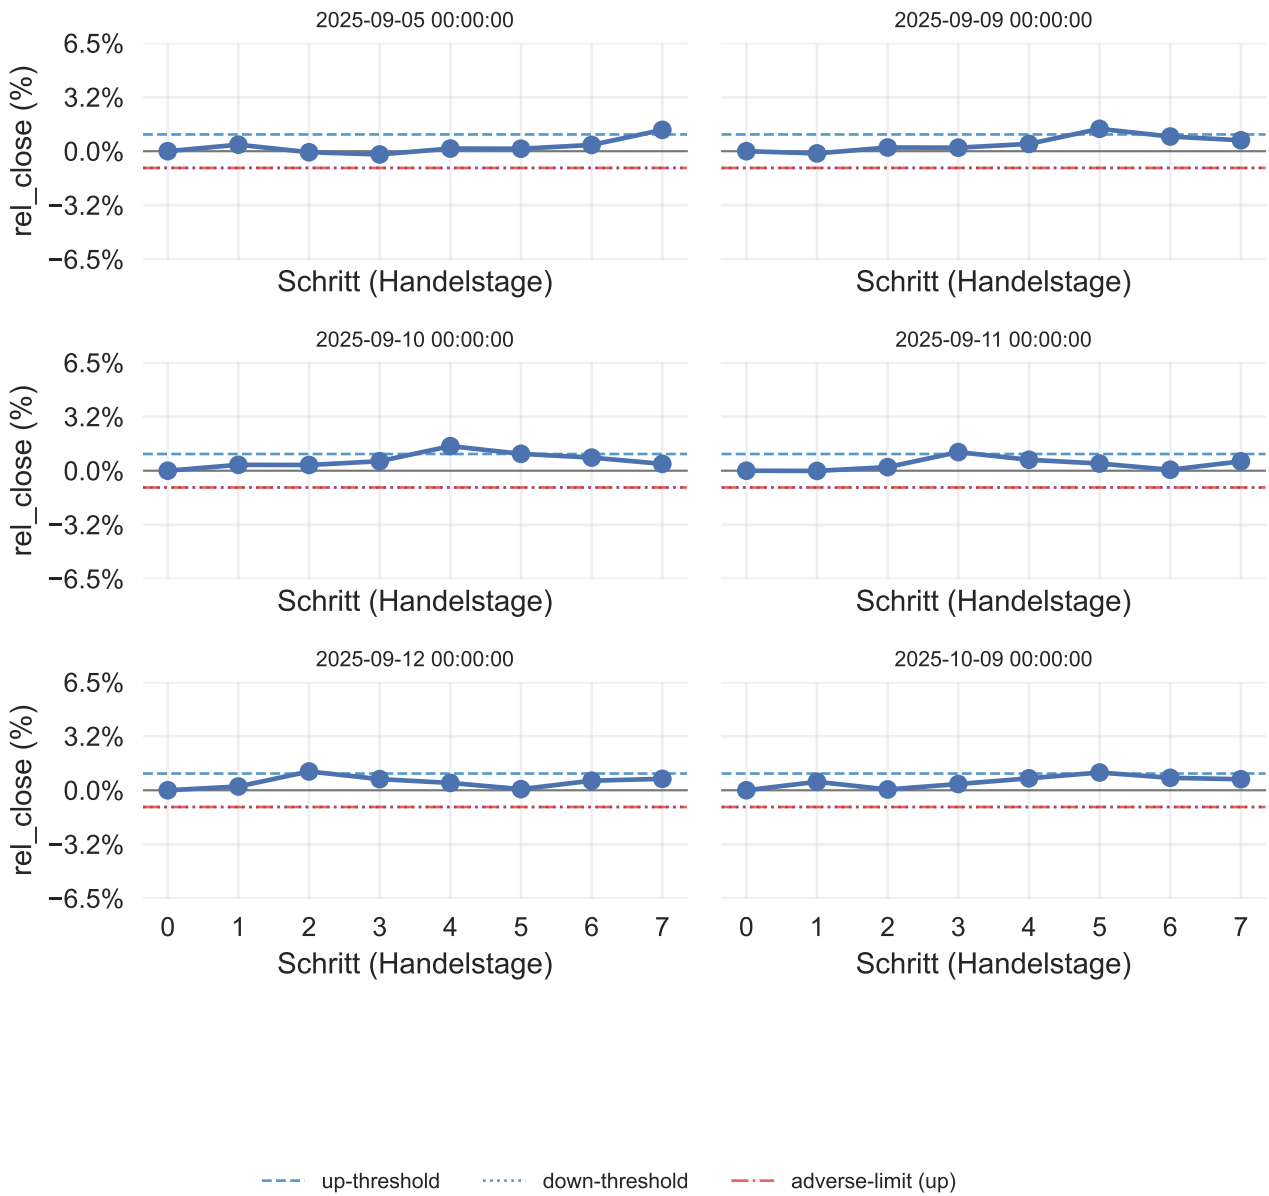 2025-09-05 00:00:00
2025-09-09 00:00:00
6.5%
3.2%
0.0%
−3.2%
−6.5%
rel_close (%)
Schritt (Handelstage)
Schritt (Handelstage)
2025-09-10 00:00:00
2025-09-11 00:00:00
6.5%
3.2%
0.0%
−3.2%
−6.5%
rel_close (%)
Schritt (Handelstage)
Schritt (Handelstage)
2025-09-12 00:00:00
2025-10-09 00:00:00
6.5%
3.2%
0.0%
−3.2%
−6.5%
rel_close (%)
0 1 2 3 4 5 6 7
0 1 2 3 4 5 6 7
Schritt (Handelstage)
Schritt (Handelstage)
up-threshold down-threshold adverse-limit (up)